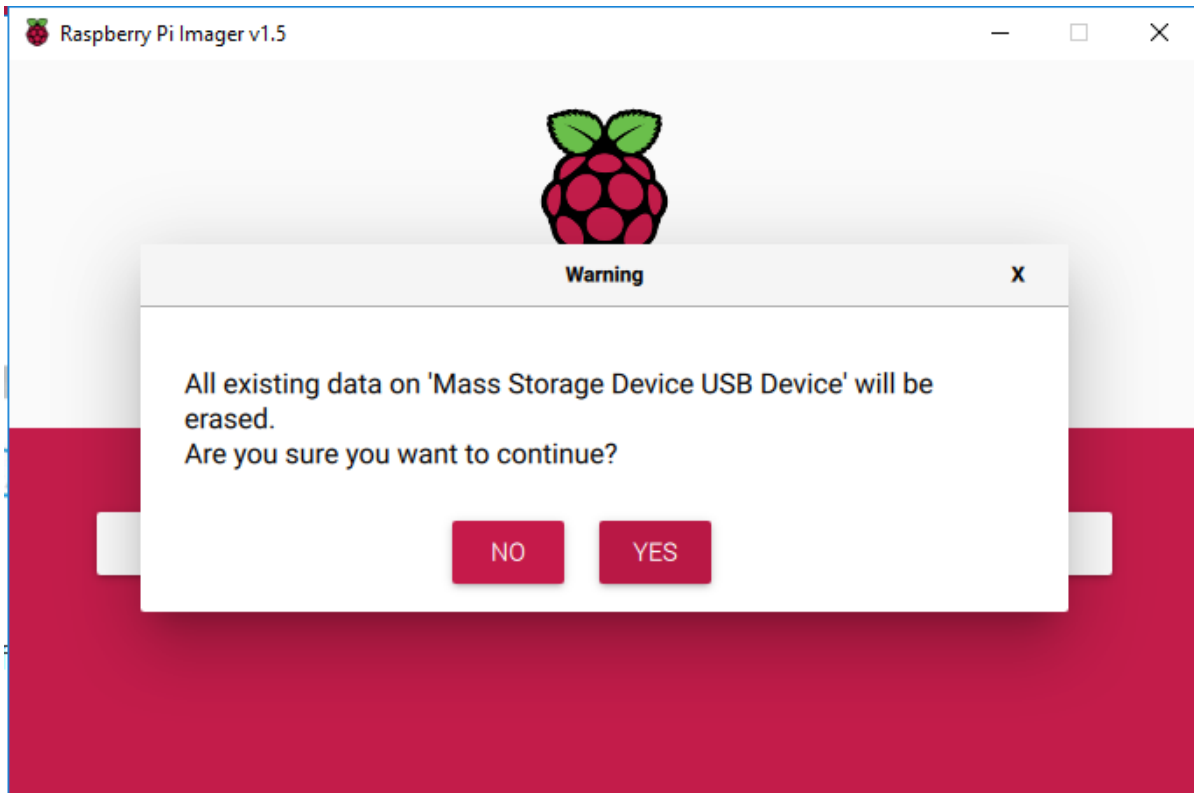 Raspberry Pi Imager v1.5
Warning
X
All existing data on 'Mass Storage Device USB Device' will be
erased.
Are you sure you want to continue?
NO
YES